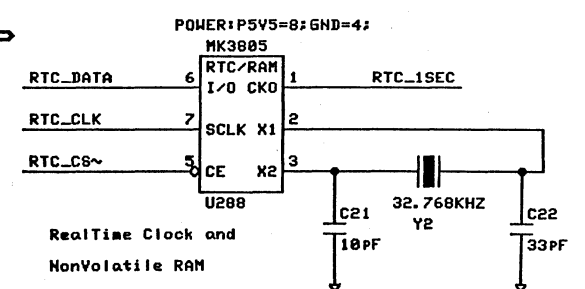 POWER:P5V5=8;GND=4;
MK3805
RTC/RAM
RTC_DATA 6 I/O CKO 1 RTC_1SEC
RTC_CLK 7 SCLK X1 2
RTC_CS~ 5 CE X2 3
U288
32.768KHZ
Y2
C21
10PF
C22
33PF
RealTime Clock and
NonVolatile RAM